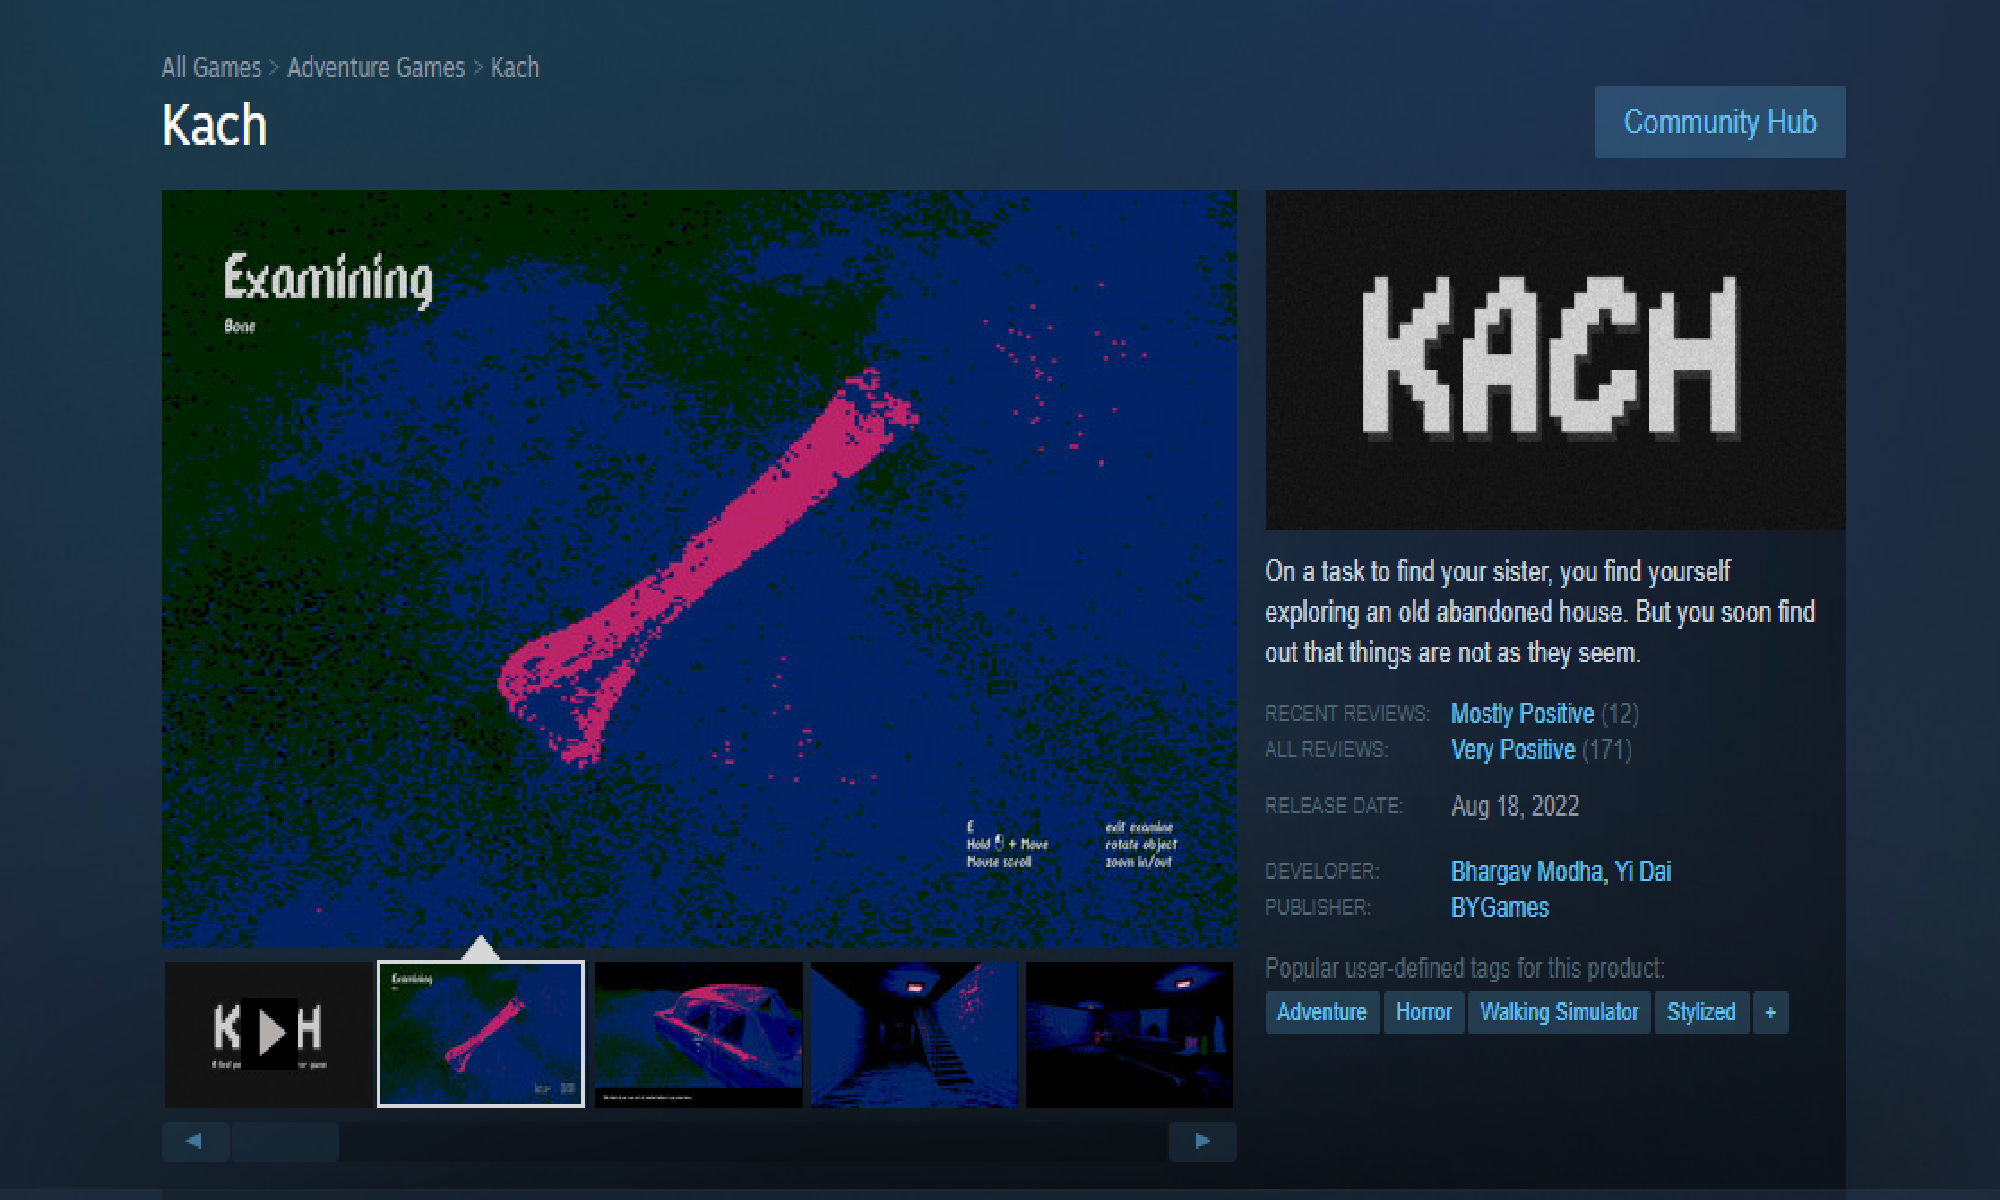 All Games > Adventure Games > Kach
Kach
Community Hub
Examining
Bone
E exit examine
Hold + Move rotate object
Mouse scroll zoom in/out
KACH
On a task to find your sister, you find yourself
exploring an old abandoned house. But you soon find
out that things are not as they seem.
RECENT REVIEWS: Mostly Positive (12)
ALL REVIEWS: Very Positive (171)
RELEASE DATE: Aug 18, 2022
DEVELOPER: Bhargav Modha, Yi Dai
PUBLISHER: BYGames
Popular user-defined tags for this product:
Adventure Horror Walking Simulator Stylized +
K H
Examining